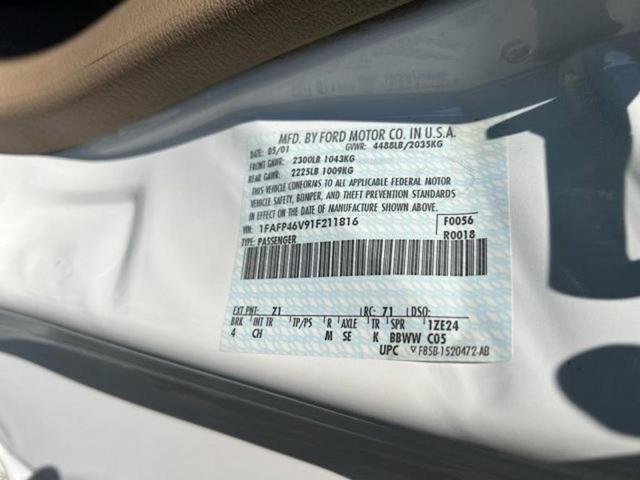 MFD. BY FORD MOTOR CO. IN U.S.A.
DATE: 05/01 GVWR: 4488LB/2035KG
FRONT GAWR: 2300LB 1043KG
REAR GAWR: 2225LB 1009KG
THIS VEHICLE CONFORMS TO ALL APPLICABLE FEDERAL MOTOR
VEHICLE SAFETY, BUMPER, AND THEFT PREVENTION STANDARDS
IN EFFECT ON THE DATE OF MANUFACTURE SHOWN ABOVE.
VIN: 1FAFP46V91F211816 F0056
TYPE: PASSENGER R0018
EXT PNT: Z1 RC: 71 DSO:
BRK INT TR TP/PS R AXLE TR SPR 1ZE24
4 CH M SE K BBWW C05
UPC F85B-1520472-AB